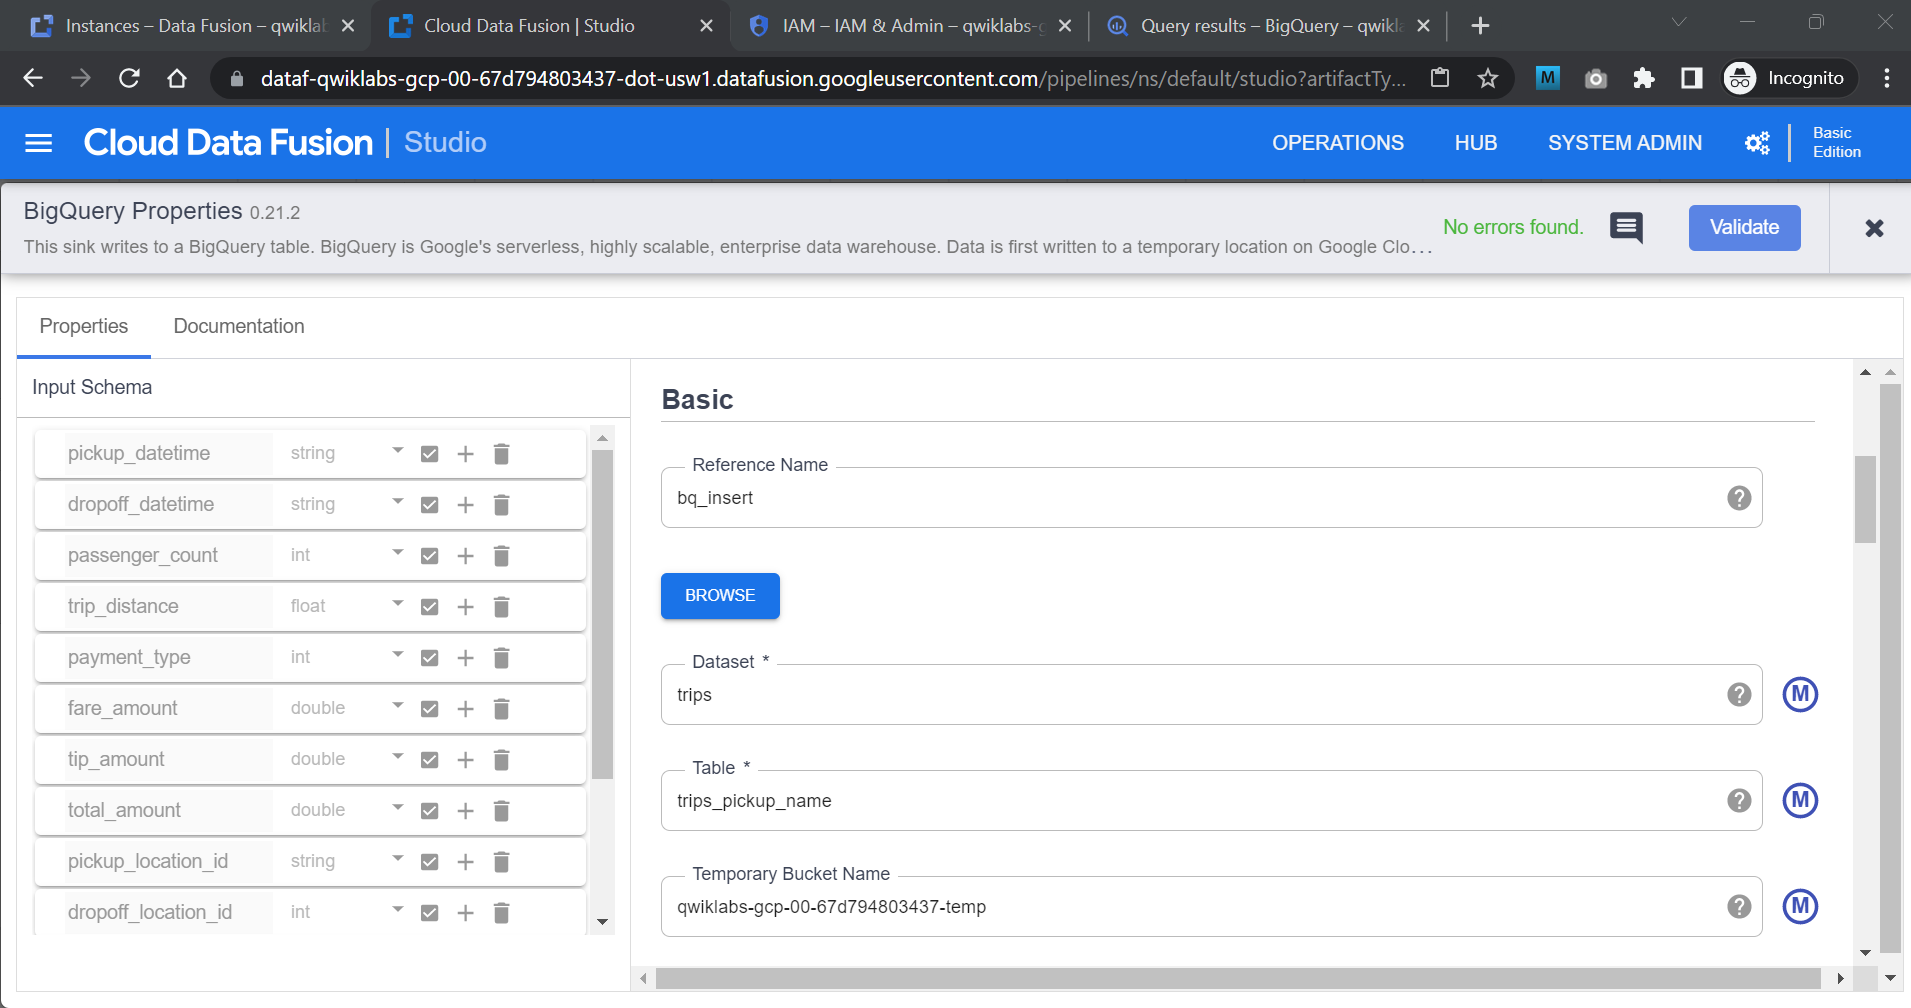 Instances – Data Fusion – qwiklab
Cloud Data Fusion | Studio
IAM – IAM & Admin – qwiklabs-g
Query results – BigQuery – qwikla
dataf-qwiklabs-gcp-00-67d794803437-dot-usw1.datafusion.googleusercontent.com/pipelines/ns/default/studio?artifactTy...
M
Incognito
Cloud Data Fusion | Studio
OPERATIONS
HUB
SYSTEM ADMIN
Basic
Edition
BigQuery Properties 0.21.2
This sink writes to a BigQuery table. BigQuery is Google's serverless, highly scalable, enterprise data warehouse. Data is first written to a temporary location on Google Clo...
No errors found.
Validate
Properties
Documentation
Input Schema
pickup_datetime string
dropoff_datetime string
passenger_count int
trip_distance float
payment_type int
fare_amount double
tip_amount double
total_amount double
pickup_location_id string
dropoff_location_id int
Basic
Reference Name
bq_insert
?
BROWSE
Dataset *
trips
? M
Table *
trips_pickup_name
? M
Temporary Bucket Name
qwiklabs-gcp-00-67d794803437-temp
? M